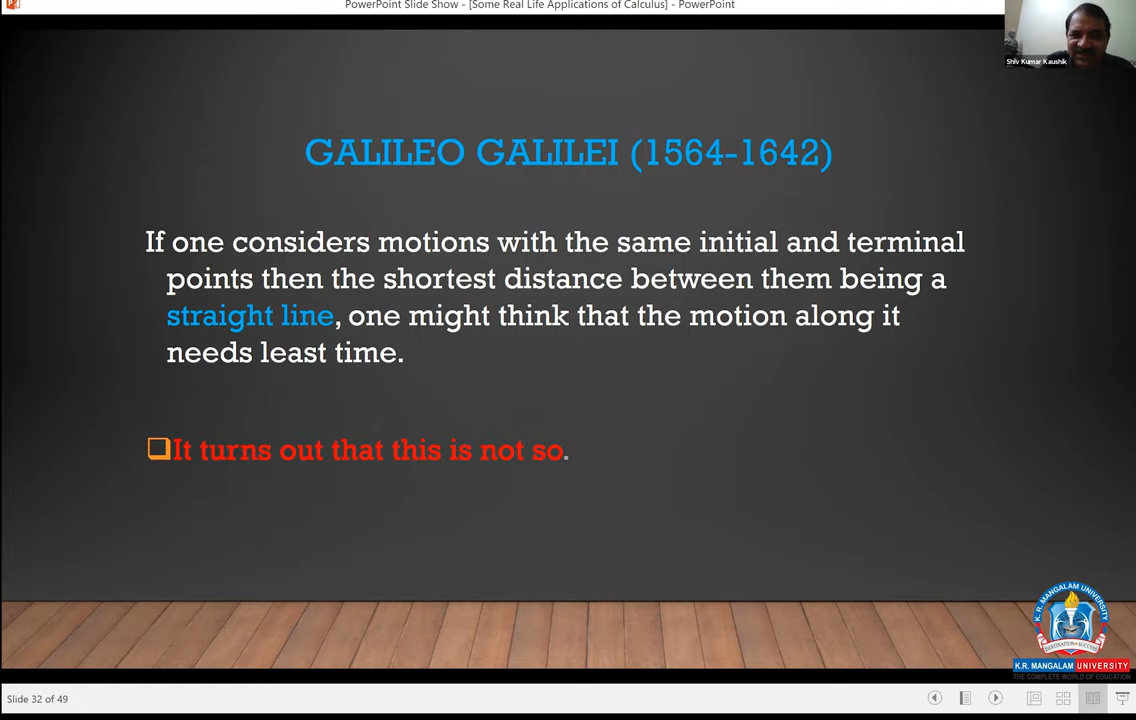 PowerPoint Slide Show - [Some Real Life Applications of Calculus] - PowerPoint
Shiv Kumar Kaushik
GALILEO GALILEI (1564-1642)
If one considers motions with the same initial and terminal
points then the shortest distance between them being a
straight line, one might think that the motion along it
needs least time.
It turns out that this is not so.
K. R. MANGALAM UNIVERSITY
K.R. MANGALAM UNIVERSITY
THE COMPLETE WORLD OF EDUCATION
Slide 32 of 49